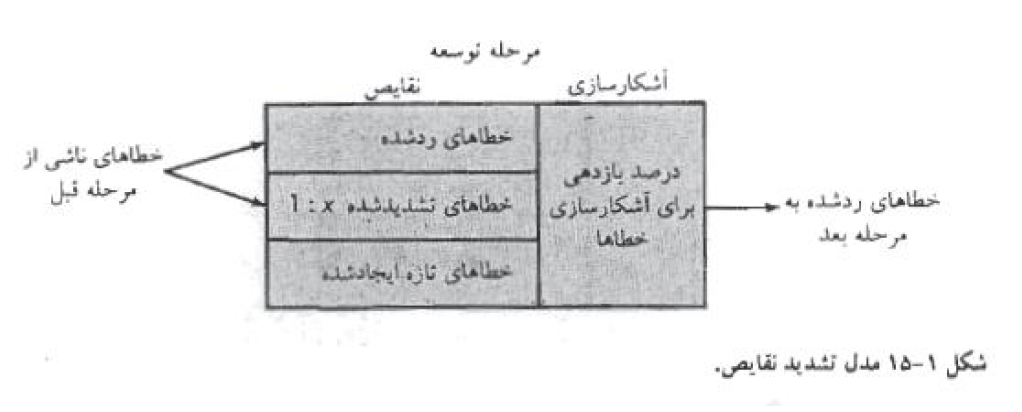 مرحله توسعه
آشکارسازی
نقایص
خطاهای ناشی از
مرحله قبل
خطاهای ردشده
خطاهای تشدیدشده 1 : x
خطاهای تازه ایجادشده
درصد بازدهی
برای آشکارسازی
خطاها
خطاهای ردشده به
مرحله بعد
شکل ۱-۱۵ مدل تشدید نقایص.